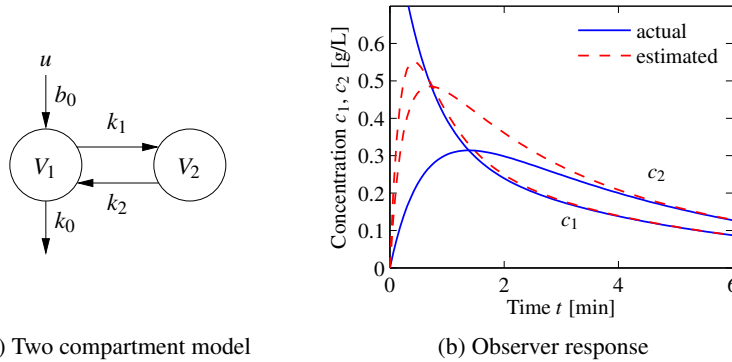 u
b₀
k₁
V₁
V₂
k₂
k₀
) Two compartment model
Concentration c₁, c₂ [g/L]
0.6
0.5
0.4
0.3
0.2
0.1
0
actual
estimated
c₂
c₁
0 2 4 6
Time t [min]
(b) Observer response